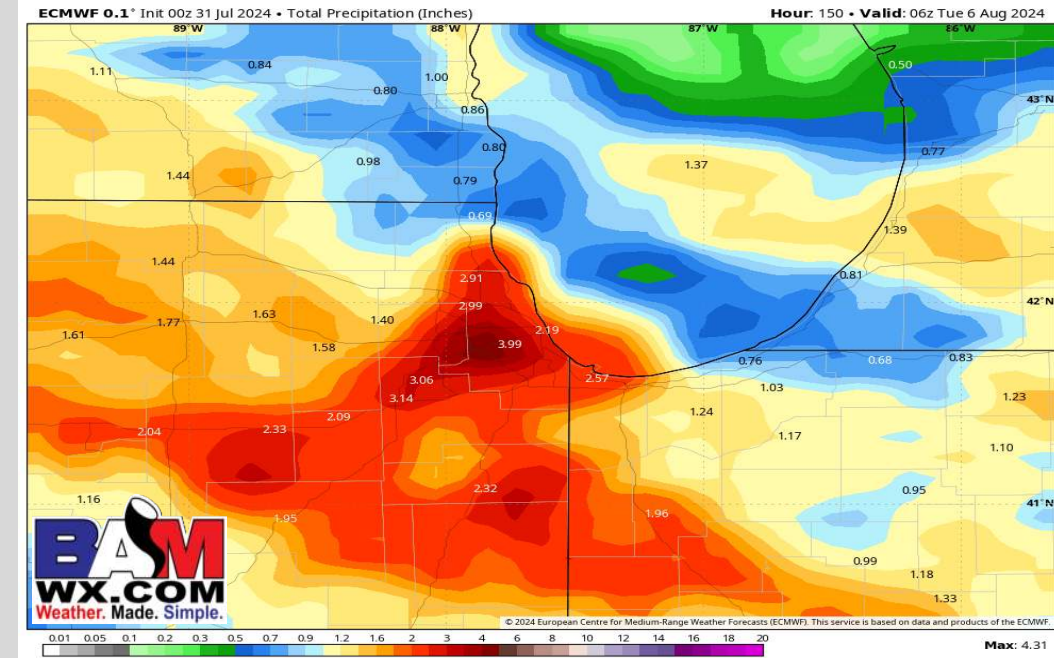 ECMWF 0.1° Init 00z 31 Jul 2024 • Total Precipitation (Inches)
Hour: 150 • Valid: 06z Tue 6 Aug 2024
89°W 88°W 87°W 86°W
0.84 0.50
1.11 1.00
0.80
43°N
0.86
0.80 0.77
0.98 1.37
1.44 0.79
0.69
1.39
1.44
2.91 0.81
2.99 42°N
1.63 1.40
1.77 2.19
1.61 3.99
1.58
0.76 0.68 0.83
3.06 2.57
1.03
3.14 1.23
2.09 1.24
2.04 2.33 1.17
1.10
2.32 0.95
1.16 41°N
1.95 1.96
0.99
1.18
1.33
BAM
WX.COM
Weather. Made. Simple.
© 2024 European Centre for Medium-Range Weather Forecasts (ECMWF). This service is based on data and products of the ECMWF.
0.01 0.05 0.1 0.2 0.3 0.5 0.7 0.9 1.2 1.6 2 3 4 6 8 10 12 14 16 18 20
Max: 4.31